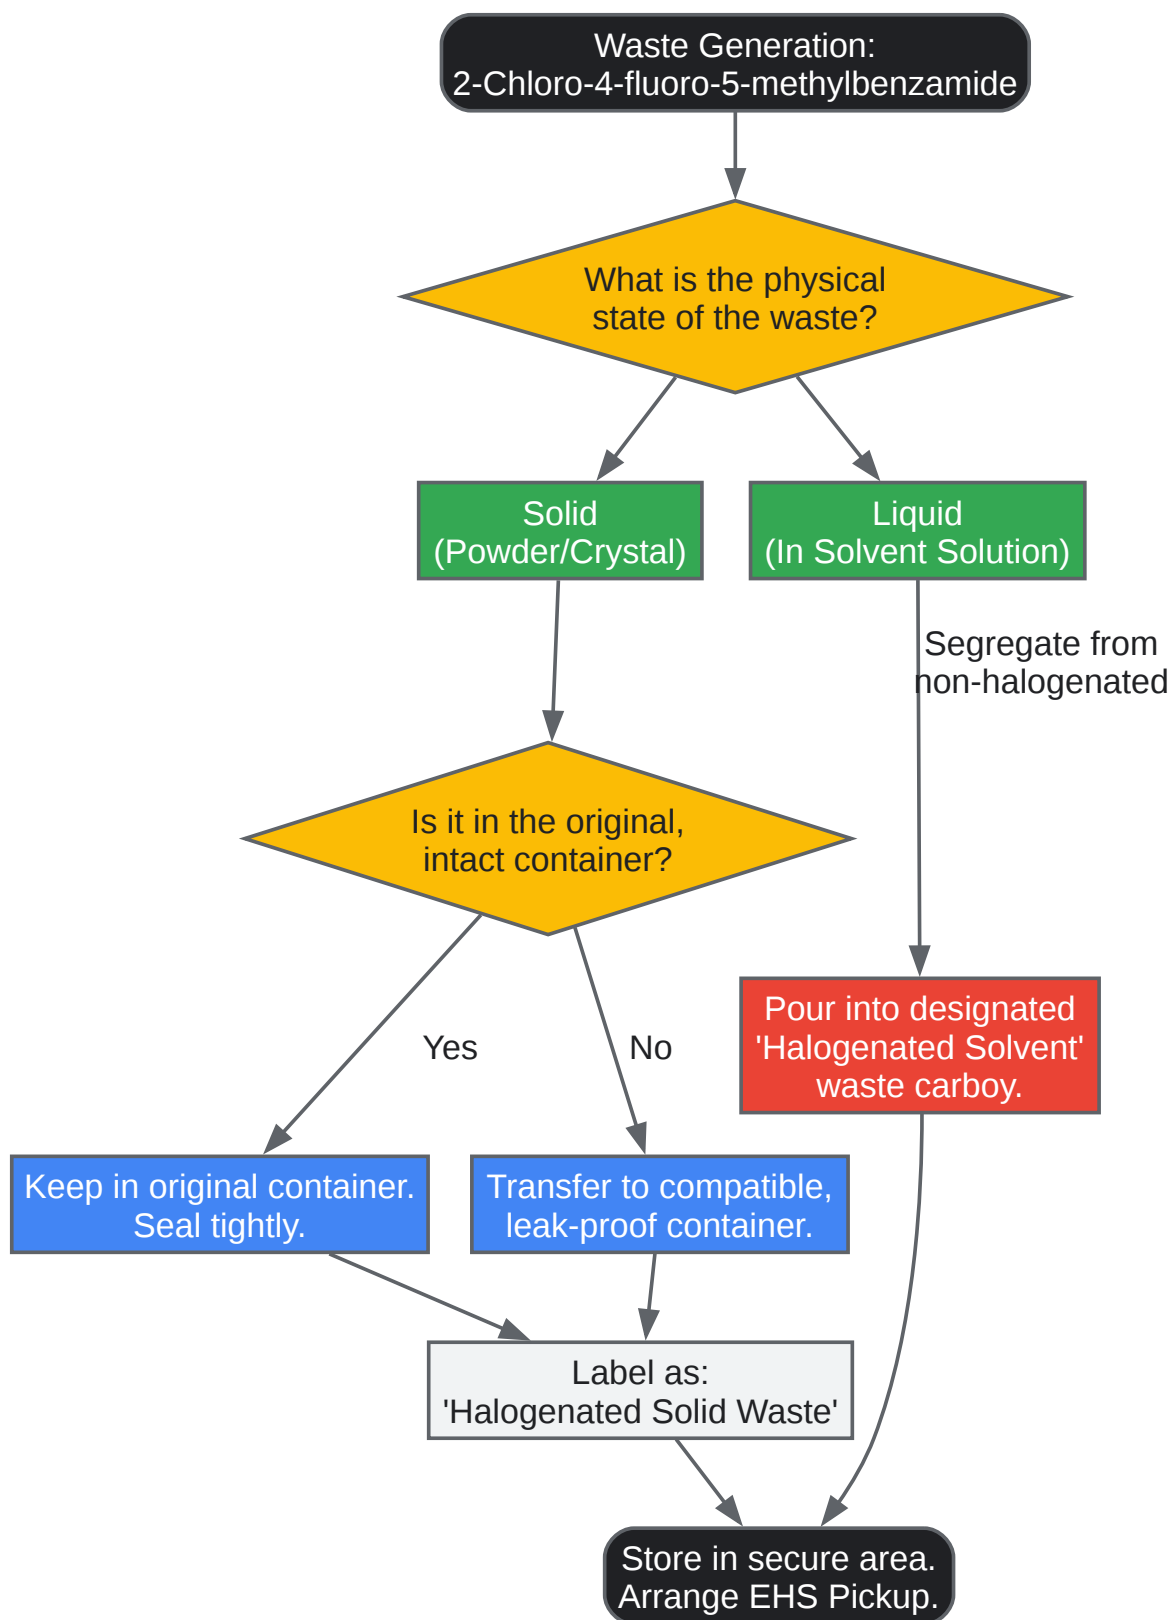 Waste Generation:
2-Chloro-4-fluoro-5-methylbenzamide
What is the physical
state of the waste?
Solid
(Powder/Crystal)
Liquid
(In Solvent Solution)
Segregate from
non-halogenated
Is it in the original,
intact container?
Yes
No
Pour into designated
'Halogenated Solvent'
waste carboy.
Keep in original container.
Seal tightly.
Transfer to compatible,
leak-proof container.
Label as:
'Halogenated Solid Waste'
Store in secure area.
Arrange EHS Pickup.